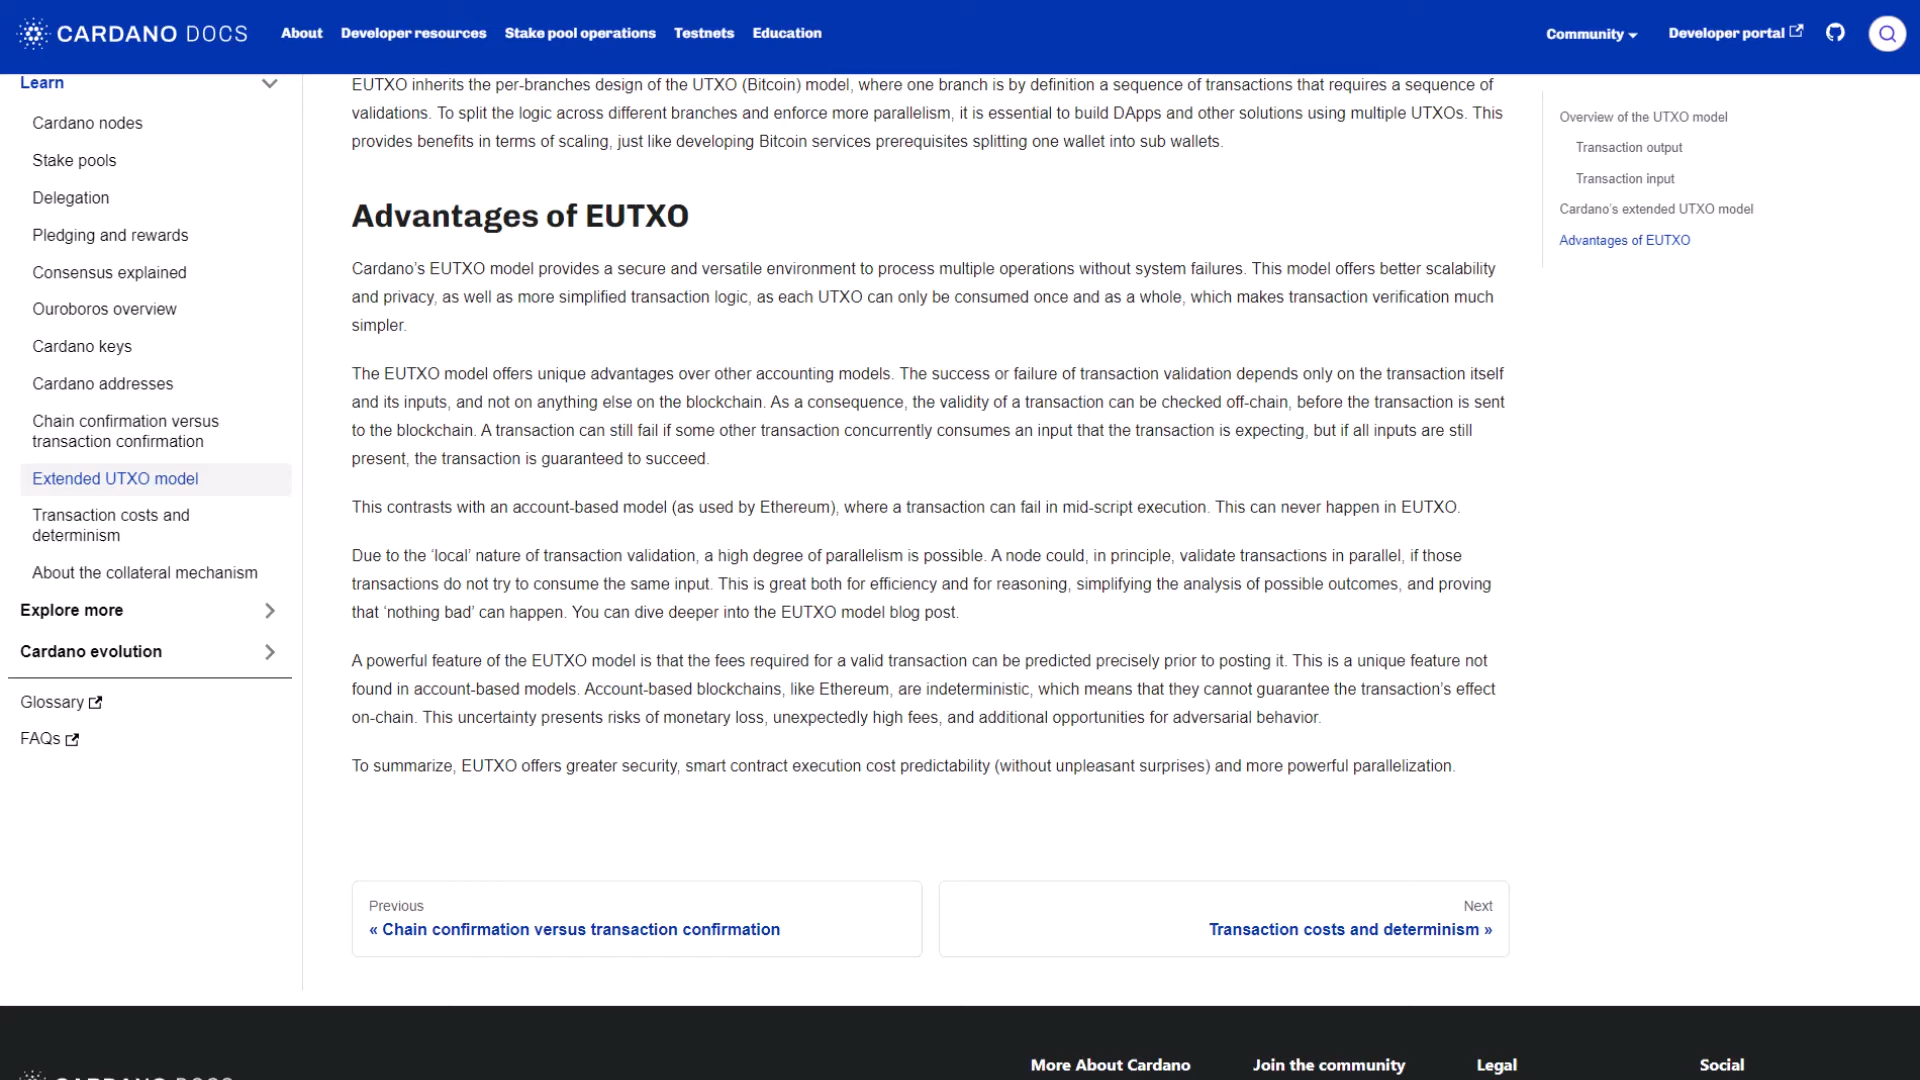 CARDANO DOCS
About
Developer resources
Stake pool operations
Testnets
Education
Community
Developer portal
Learn
Cardano nodes
Stake pools
Delegation
Pledging and rewards
Consensus explained
Ouroboros overview
Cardano keys
Cardano addresses
Chain confirmation versus
transaction confirmation
Extended UTXO model
Transaction costs and
determinism
About the collateral mechanism
Explore more
Cardano evolution
Glossary
FAQs
EUTXO inherits the per-branches design of the UTXO (Bitcoin) model, where one branch is by definition a sequence of transactions that requires a sequence of
validations. To split the logic across different branches and enforce more parallelism, it is essential to build DApps and other solutions using multiple UTXOs. This
provides benefits in terms of scaling, just like developing Bitcoin services prerequisites splitting one wallet into sub wallets.
Advantages of EUTXO
Cardano’s EUTXO model provides a secure and versatile environment to process multiple operations without system failures. This model offers better scalability
and privacy, as well as more simplified transaction logic, as each UTXO can only be consumed once and as a whole, which makes transaction verification much
simpler.
The EUTXO model offers unique advantages over other accounting models. The success or failure of transaction validation depends only on the transaction itself
and its inputs, and not on anything else on the blockchain. As a consequence, the validity of a transaction can be checked off-chain, before the transaction is sent
to the blockchain. A transaction can still fail if some other transaction concurrently consumes an input that the transaction is expecting, but if all inputs are still
present, the transaction is guaranteed to succeed.
This contrasts with an account-based model (as used by Ethereum), where a transaction can fail in mid-script execution. This can never happen in EUTXO.
Due to the ‘local’ nature of transaction validation, a high degree of parallelism is possible. A node could, in principle, validate transactions in parallel, if those
transactions do not try to consume the same input. This is great both for efficiency and for reasoning, simplifying the analysis of possible outcomes, and proving
that ‘nothing bad’ can happen. You can dive deeper into the EUTXO model blog post.
A powerful feature of the EUTXO model is that the fees required for a valid transaction can be predicted precisely prior to posting it. This is a unique feature not
found in account-based models. Account-based blockchains, like Ethereum, are indeterministic, which means that they cannot guarantee the transaction’s effect
on-chain. This uncertainty presents risks of monetary loss, unexpectedly high fees, and additional opportunities for adversarial behavior.
To summarize, EUTXO offers greater security, smart contract execution cost predictability (without unpleasant surprises) and more powerful parallelization.
Previous
« Chain confirmation versus transaction confirmation
Next
Transaction costs and determinism »
Overview of the UTXO model
Transaction output
Transaction input
Cardano’s extended UTXO model
Advantages of EUTXO
More About Cardano
Join the community
Legal
Social
CARDANO DOCS